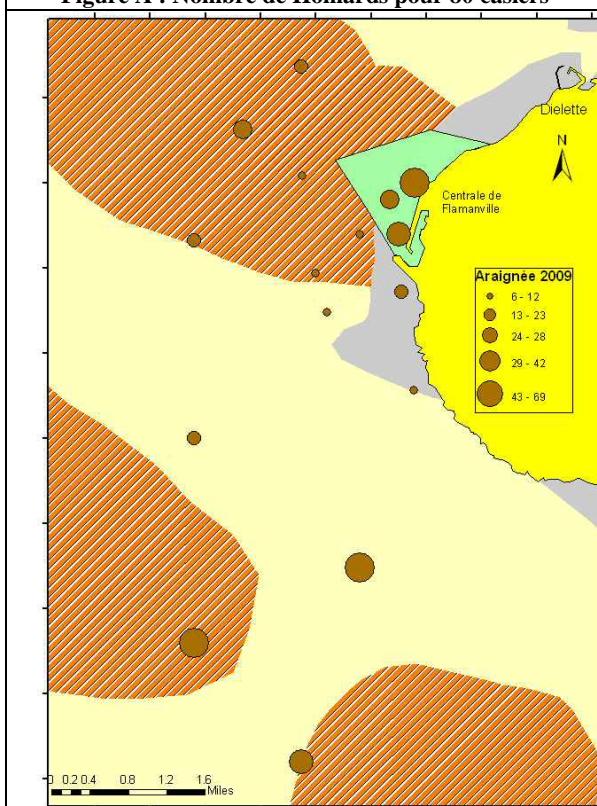 Figure A : Nombre de Homards pour 80 casiers
Dielette
N
Centrale de
Flamanville
Araignée 2009
6 - 12
13 - 23
24 - 28
29 - 42
43 - 69
0 0.2 0.4 0.8 1.2 1.6
Miles